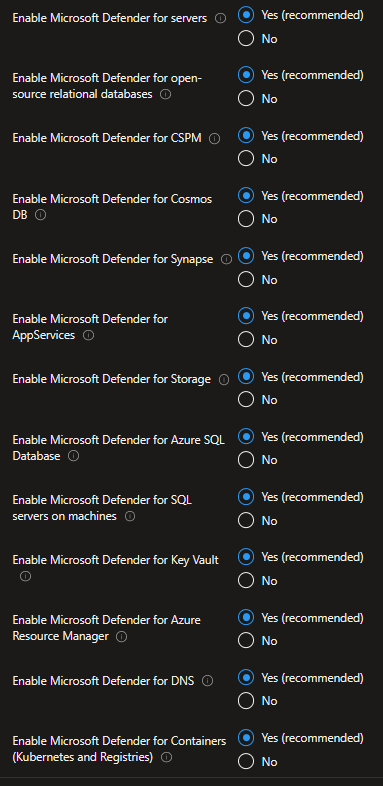 Enable Microsoft Defender for servers
Yes (recommended)
No
Enable Microsoft Defender for open-
source relational databases
Yes (recommended)
No
Enable Microsoft Defender for CSPM
Yes (recommended)
No
Enable Microsoft Defender for Cosmos
DB
Yes (recommended)
No
Enable Microsoft Defender for Synapse
Yes (recommended)
No
Enable Microsoft Defender for
AppServices
Yes (recommended)
No
Enable Microsoft Defender for Storage
Yes (recommended)
No
Enable Microsoft Defender for Azure SQL
Database
Yes (recommended)
No
Enable Microsoft Defender for SQL
servers on machines
Yes (recommended)
No
Enable Microsoft Defender for Key Vault
Yes (recommended)
No
Enable Microsoft Defender for Azure
Resource Manager
Yes (recommended)
No
Enable Microsoft Defender for DNS
Yes (recommended)
No
Enable Microsoft Defender for Containers
(Kubernetes and Registries)
Yes (recommended)
No